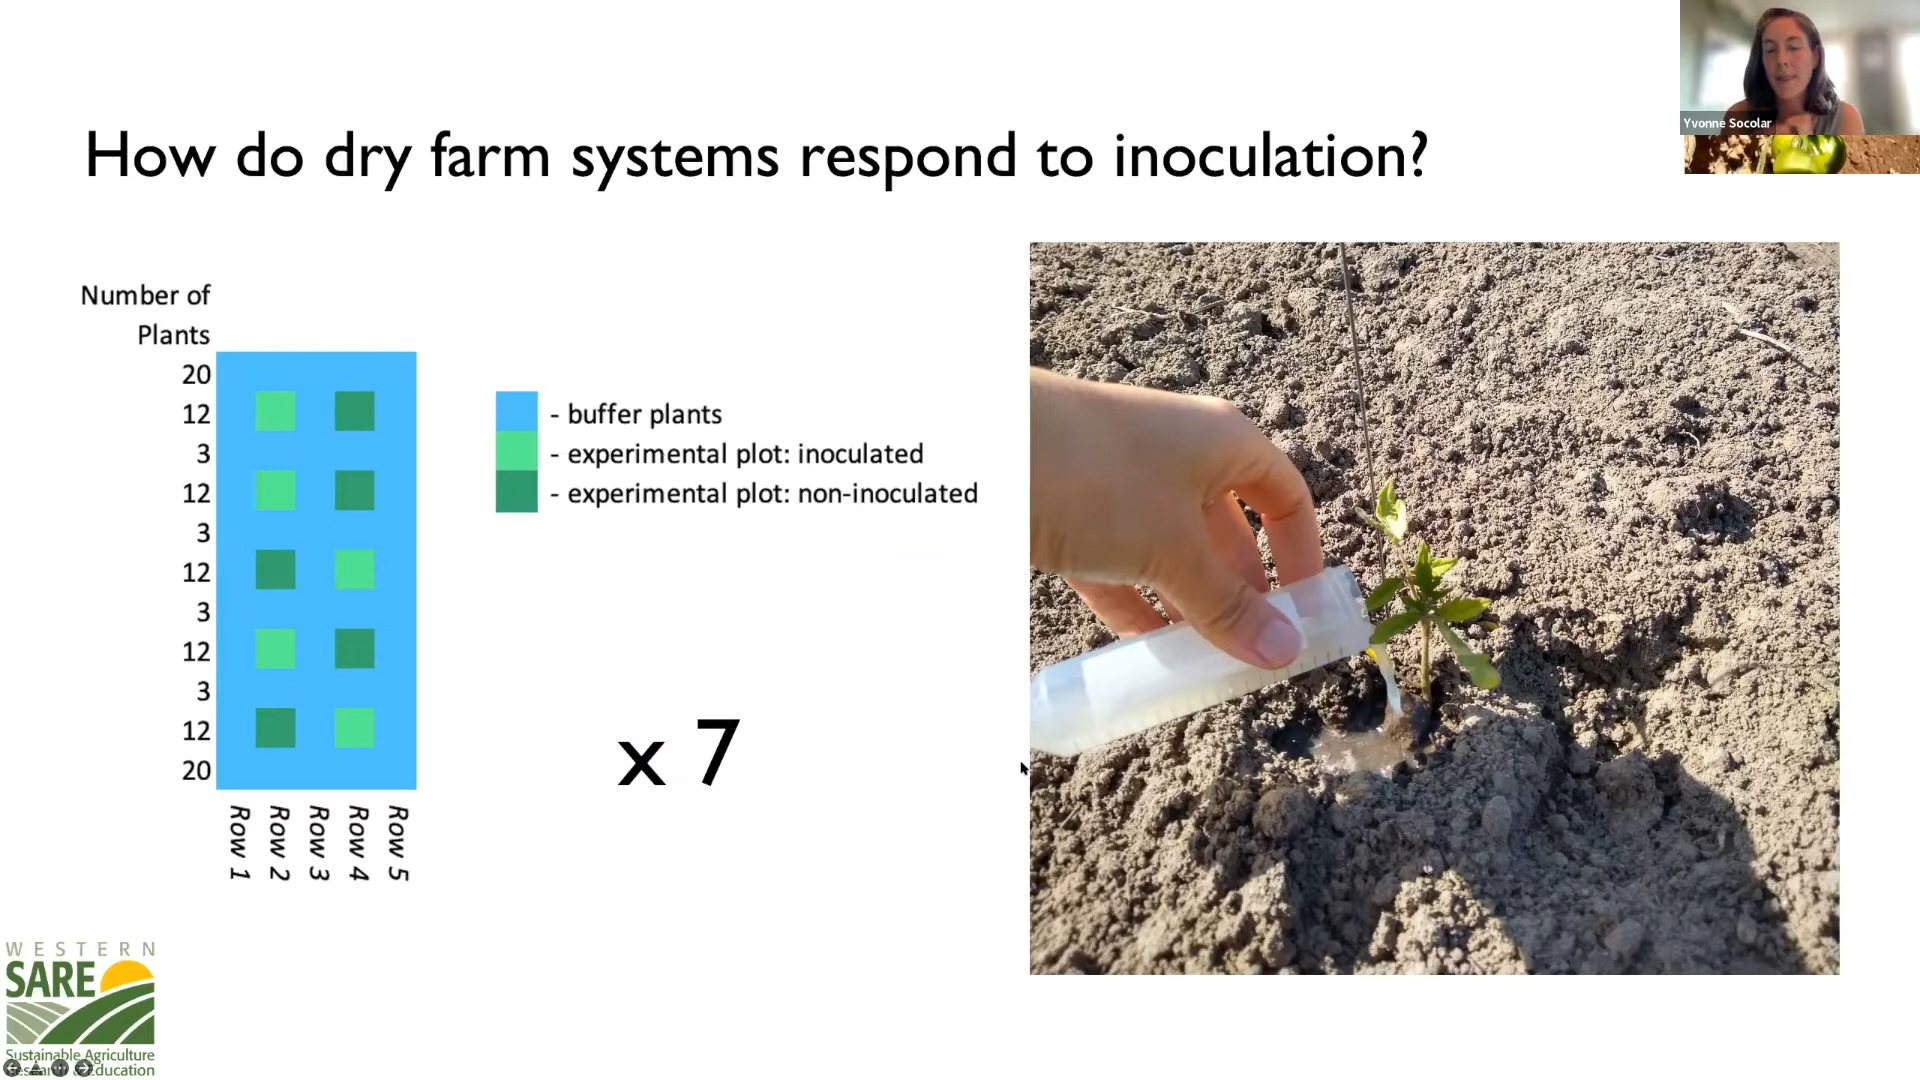 Yvonne Socolar
How do dry farm systems respond to inoculation?
Number of
Plants
20
12
3
12
3
12
3
12
3
12
20
Row 1
Row 2
Row 3
Row 4
Row 5
- buffer plants
- experimental plot: inoculated
- experimental plot: non-inoculated
x 7
WESTERN
SARE
Sustainable Agriculture
Research & Education